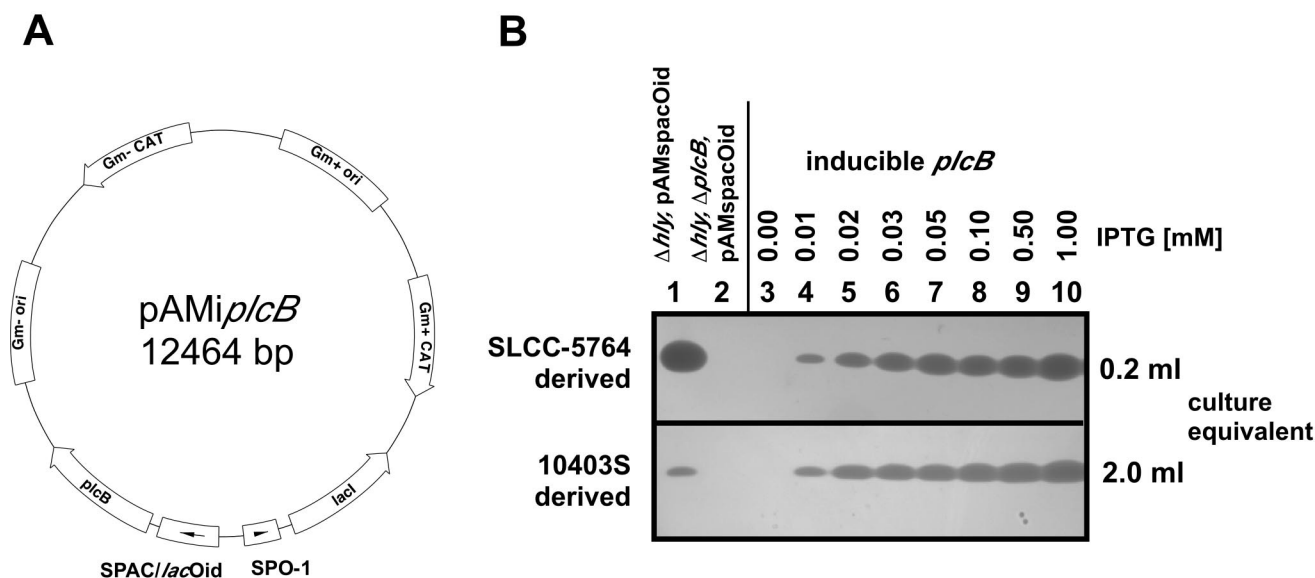 A
Gm- CAT
Gm+ ori
Gm- ori
pAMiplcB
12464 bp
Gm+ CAT
plcB
lacI
SPAC/lacOid
SPO-1
B
Δhly, pAMspacOid
Δhly, ΔplcB,
pAMspacOid
inducible plcB
0.00 0.01 0.02 0.03 0.05 0.10 0.50 1.00 IPTG [mM]
1 2 3 4 5 6 7 8 9 10
SLCC-5764
derived
0.2 ml
culture
equivalent
10403S
derived
2.0 ml